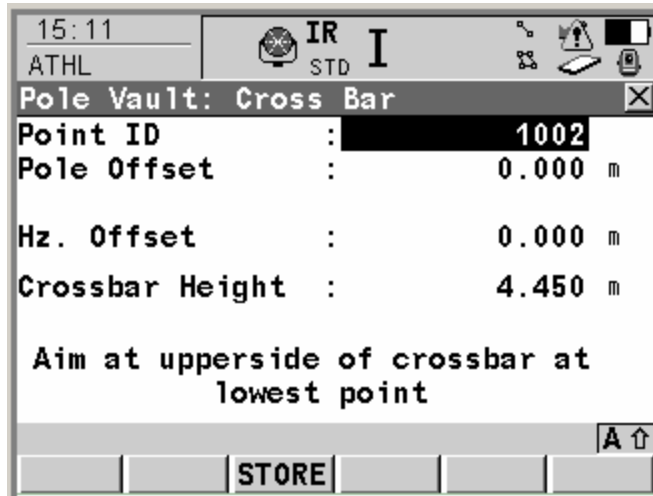 15:11
ATHL
IR
STD
I
Pole Vault: Cross Bar
Point ID : 1002
Pole Offset : 0.000 m
Hz. Offset : 0.000 m
Crossbar Height : 4.450 m
Aim at upperside of crossbar at
lowest point
A
STORE